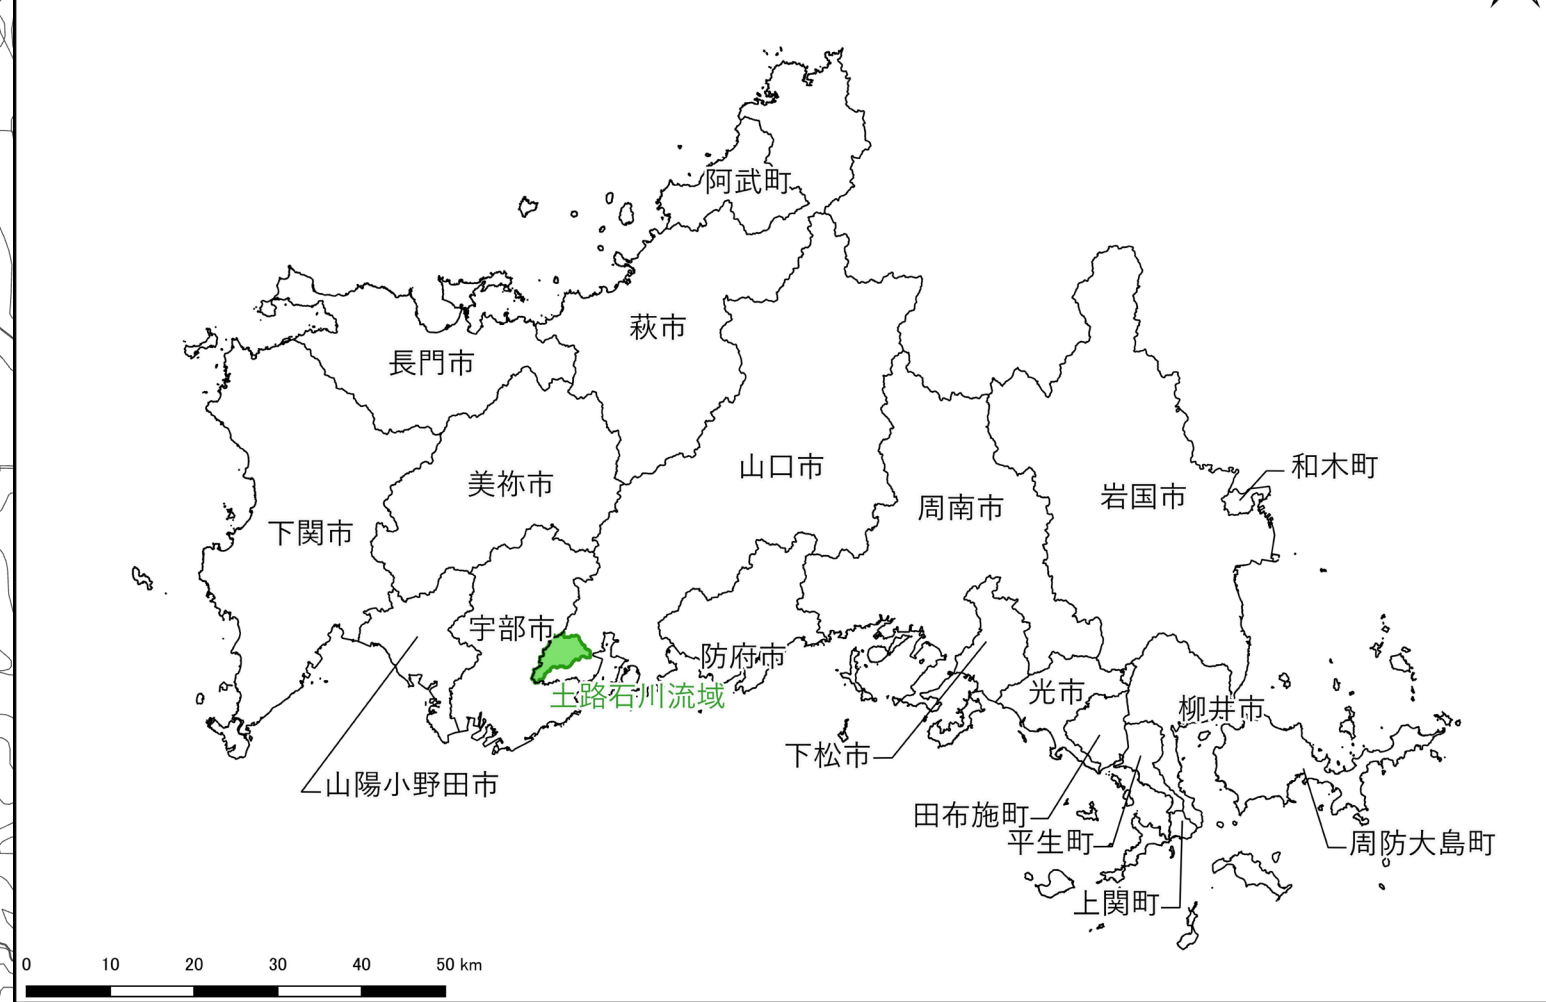 阿武町
萩市
長門市
山口市
和木町
美祢市
岩国市
周南市
下関市
宇部市
防府市
土路石川流域
光市
柳井市
下松市
山陽小野田市
田布施町
平生町
周防大島町
上関町
0 10 20 30 40 50 km